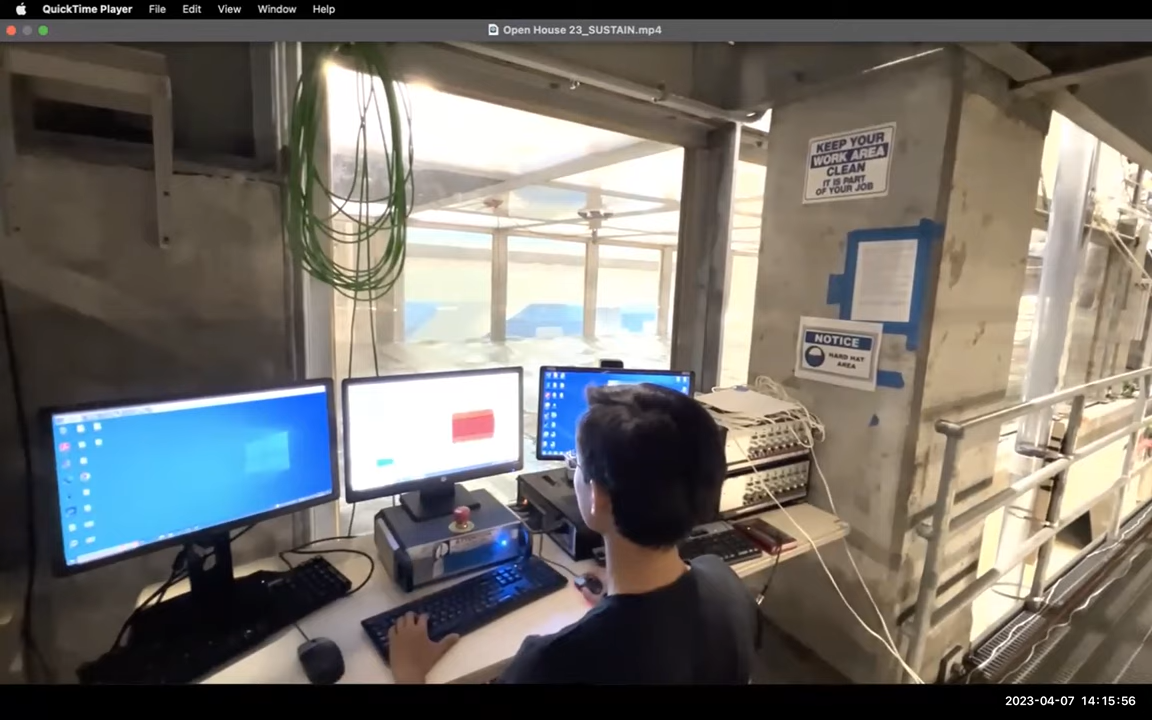 QuickTime Player File Edit View Window Help
Open House 23_SUSTAIN.mp4
KEEP YOUR
WORK AREA
CLEAN
IT IS PART
OF YOUR JOB
NOTICE
HARD HAT
AREA
2023-04-07 14:15:56